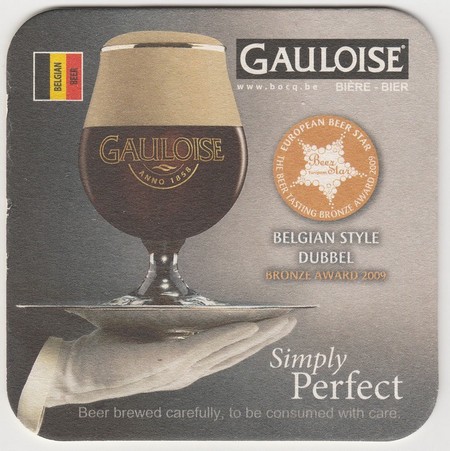 BELGIAN
BEER
GAULOISE®
www.bocq.be BIÈRE - BIER
GAULOISE
ANNO 1858
EUROPEAN BEER STAR
THE BEER TASTING BRONZE AWARD 2009
Beer
European
Star
BELGIAN STYLE
DUBBEL
BRONZE AWARD 2009
Simply
Perfect
Beer brewed carefully, to be consumed with care.